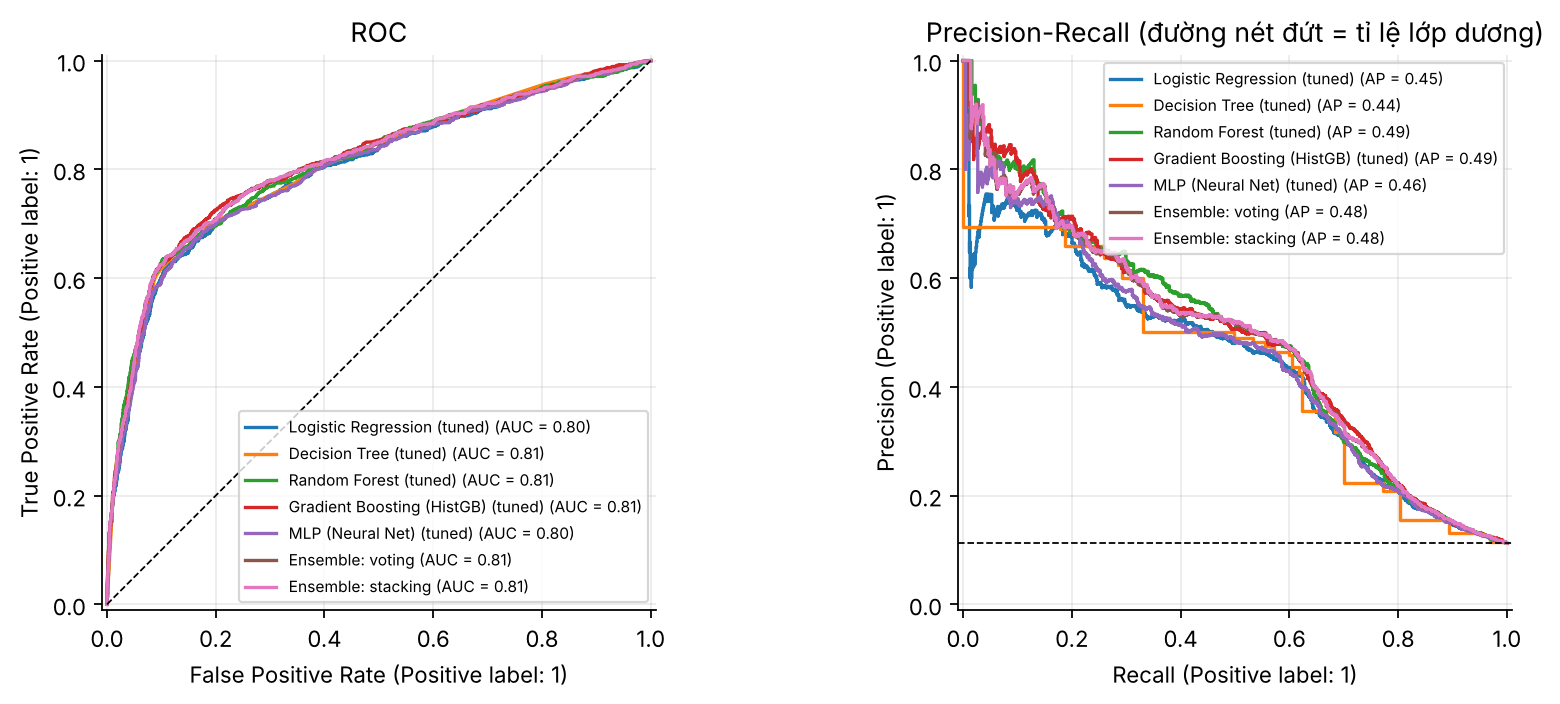 ROC
True Positive Rate (Positive label: 1)
1.0
0.8
0.6
0.4
0.2
0.0
Logistic Regression (tuned) (AUC = 0.80)
Decision Tree (tuned) (AUC = 0.81)
Random Forest (tuned) (AUC = 0.81)
Gradient Boosting (HistGB) (tuned) (AUC = 0.81)
MLP (Neural Net) (tuned) (AUC = 0.80)
Ensemble: voting (AUC = 0.81)
Ensemble: stacking (AUC = 0.81)
0.0 0.2 0.4 0.6 0.8 1.0
False Positive Rate (Positive label: 1)
Precision-Recall (đường nét đứt = tỉ lệ lớp dương)
Precision (Positive label: 1)
1.0
0.8
0.6
0.4
0.2
0.0
Logistic Regression (tuned) (AP = 0.45)
Decision Tree (tuned) (AP = 0.44)
Random Forest (tuned) (AP = 0.49)
Gradient Boosting (HistGB) (tuned) (AP = 0.49)
MLP (Neural Net) (tuned) (AP = 0.46)
Ensemble: voting (AP = 0.48)
Ensemble: stacking (AP = 0.48)
0.0 0.2 0.4 0.6 0.8 1.0
Recall (Positive label: 1)